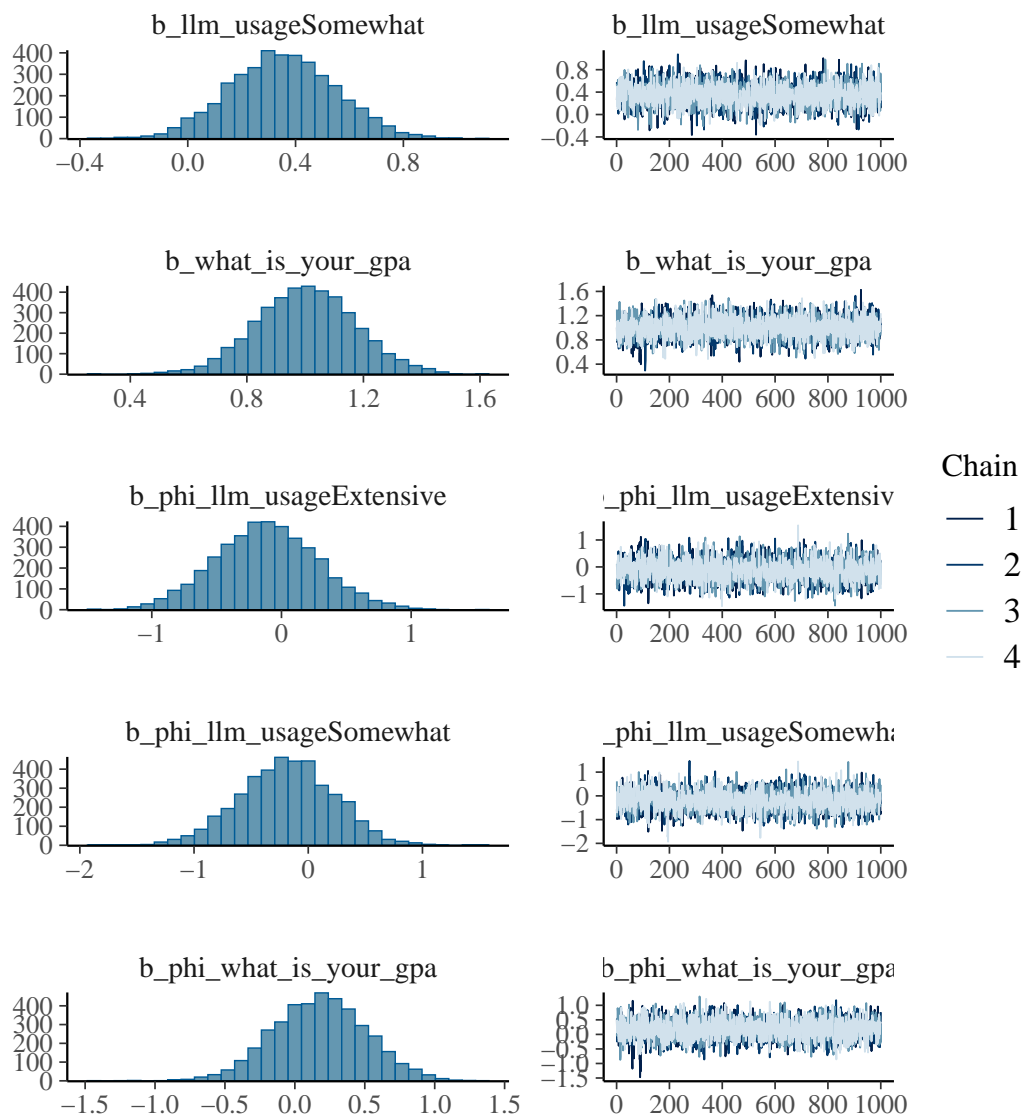 b_llm_usageSomewhat
400
300
200
100
0
−0.4 0.0 0.4 0.8
b_llm_usageSomewhat
0.8
0.4
0.0
−0.4
0 200 400 600 800 1000
b_what_is_your_gpa
400
300
200
100
0
0.4 0.8 1.2 1.6
b_what_is_your_gpa
1.6
1.2
0.8
0.4
0 200 400 600 800 1000
b_phi_llm_usageExtensive
400
300
200
100
0
−1 0 1
_phi_llm_usageExtensiv
1
0
−1
0 200 400 600 800 1000
b_phi_llm_usageSomewhat
400
300
200
100
0
−2 −1 0 1
_phi_llm_usageSomewha
1
0
−1
−2
0 200 400 600 800 1000
b_phi_what_is_your_gpa
400
300
200
100
0
−1.5 −1.0 −0.5 0.0 0.5 1.0 1.5
b_phi_what_is_your_gpa
1.0
0.5
0.0
−0.5
−1.0
−1.5
0 200 400 600 800 1000
Chain
1
2
3
4